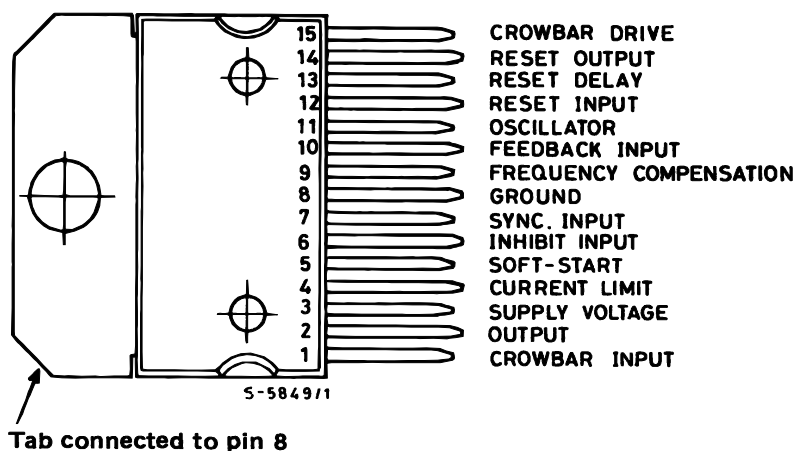 15 CROWBAR DRIVE
14 RESET OUTPUT
13 RESET DELAY
12 RESET INPUT
11 OSCILLATOR
10 FEEDBACK INPUT
9 FREQUENCY COMPENSATION
8 GROUND
7 SYNC. INPUT
6 INHIBIT INPUT
5 SOFT-START
4 CURRENT LIMIT
3 SUPPLY VOLTAGE
2 OUTPUT
1 CROWBAR INPUT
S-5849/1
Tab connected to pin 8